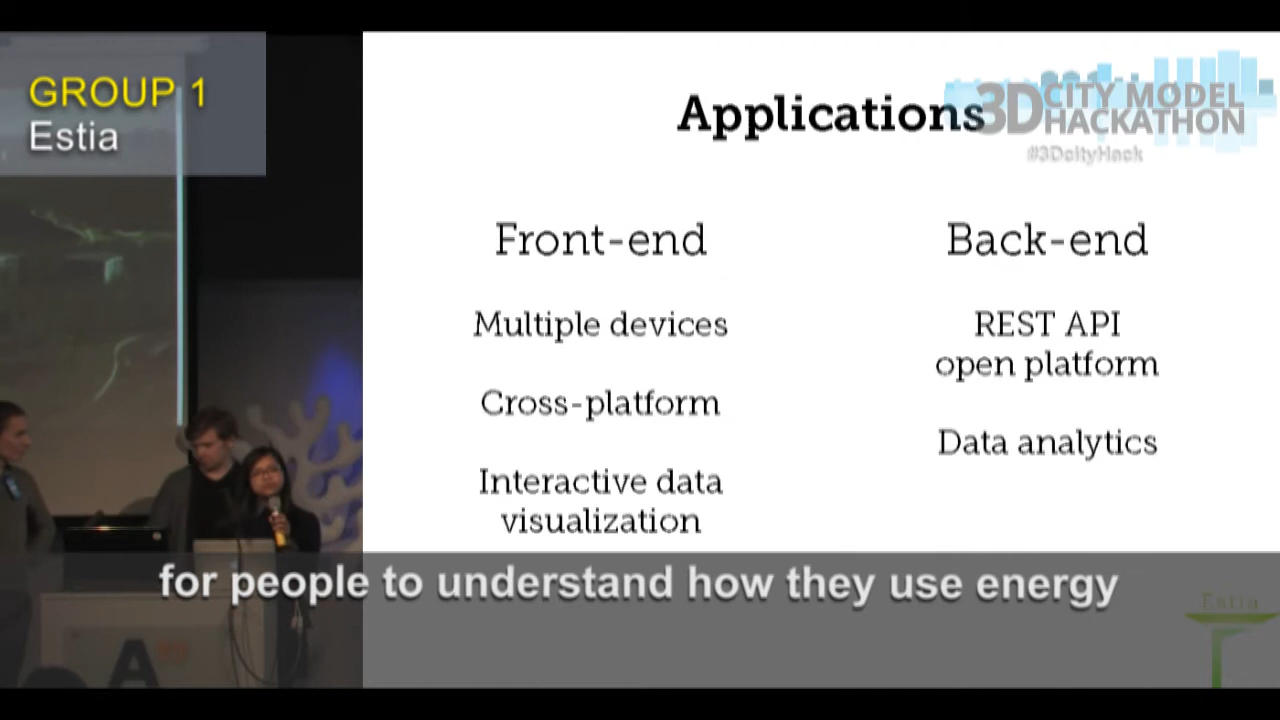 GROUP 1
Estia
Applications
3D CITY MODEL
HACKATHON
#3DcityHack
Front-end
Back-end
Multiple devices
REST API
open platform
Cross-platform
Data analytics
Interactive data
visualization
for people to understand how they use energy
Estia
A